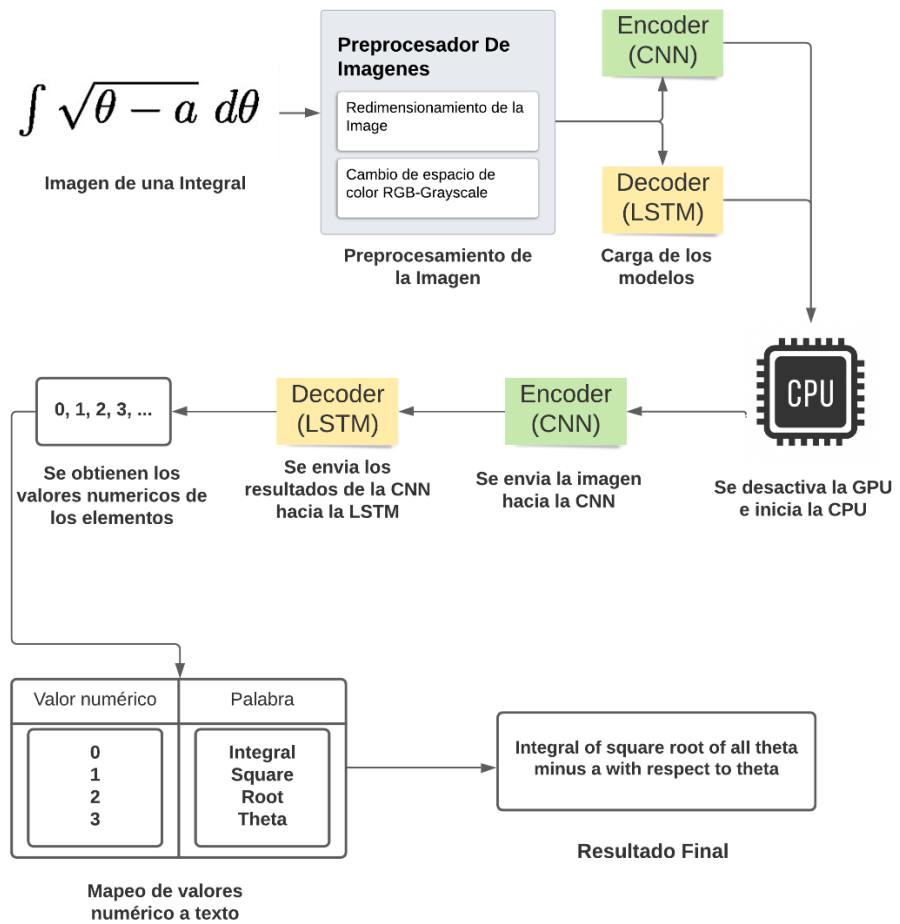 ∫ √θ − a dθ
Imagen de una Integral
Preprocesador De
Imagenes
Redimensionamiento de la
Image
Cambio de espacio de
color RGB-Grayscale
Preprocesamiento de
la Imagen
Encoder
(CNN)
Decoder
(LSTM)
Carga de los
modelos
CPU
Se desactiva la GPU
e inicia la CPU
Encoder
(CNN)
Se envia la imagen
hacia la CNN
Decoder
(LSTM)
Se envia los
resultados de la CNN
hacia la LSTM
0, 1, 2, 3, ...
Se obtienen los
valores numericos de
los elementos
Valor numérico Palabra
0 Integral
1 Square
2 Root
3 Theta
Mapeo de valores
numérico a texto
Integral of square root of all theta
minus a with respect to theta
Resultado Final